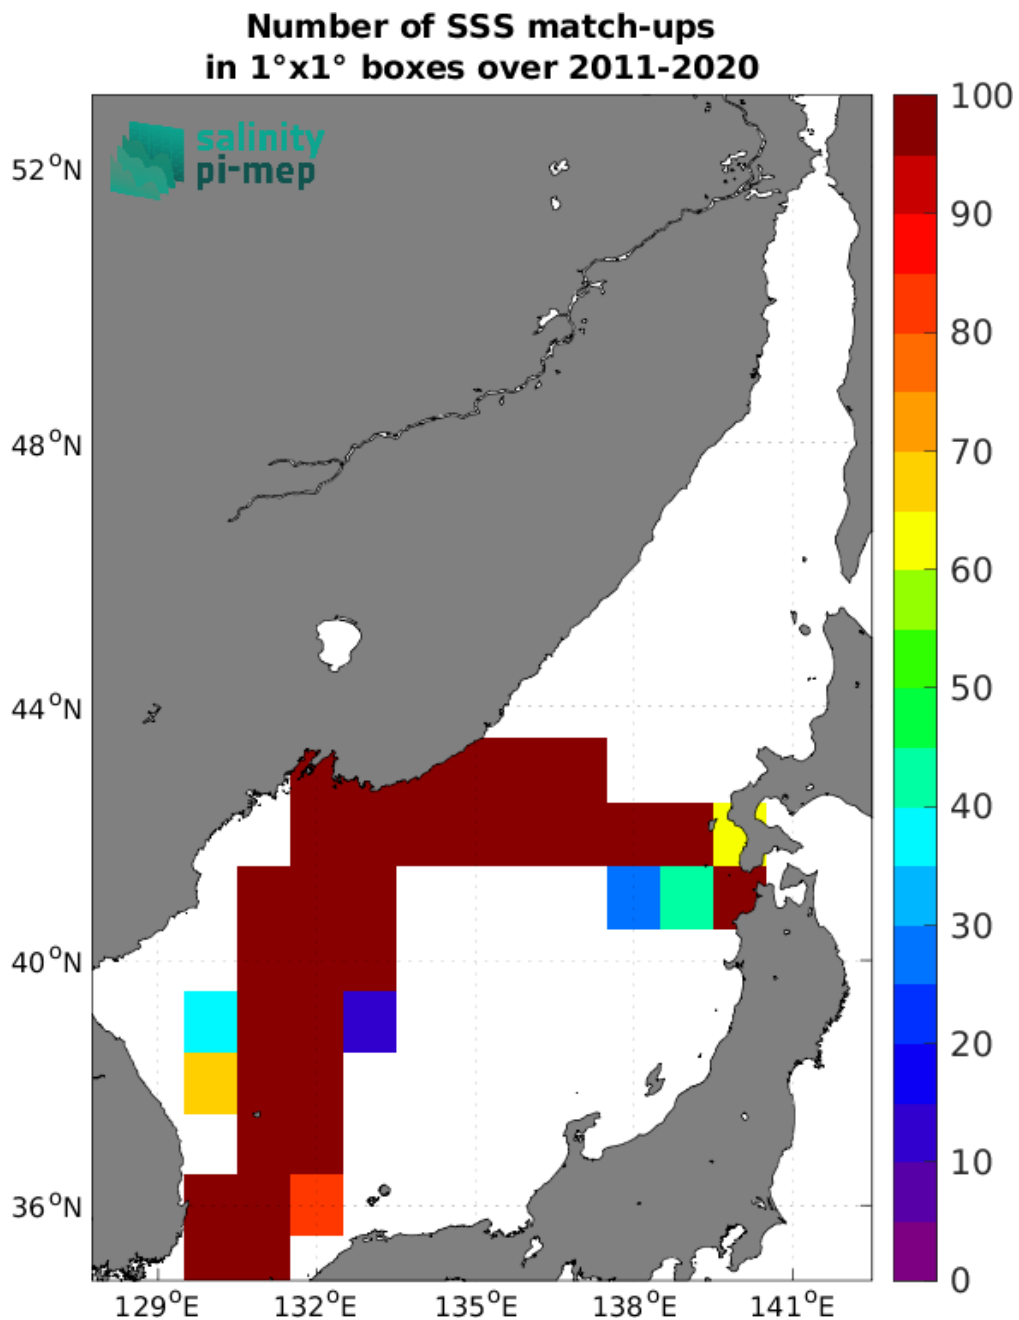 Number of SSS match-ups
in 1°x1° boxes over 2011-2020
salinity
pi-mep
52°N
48°N
44°N
40°N
36°N
129°E
132°E
135°E
138°E
141°E
100
90
80
70
60
50
40
30
20
10
0